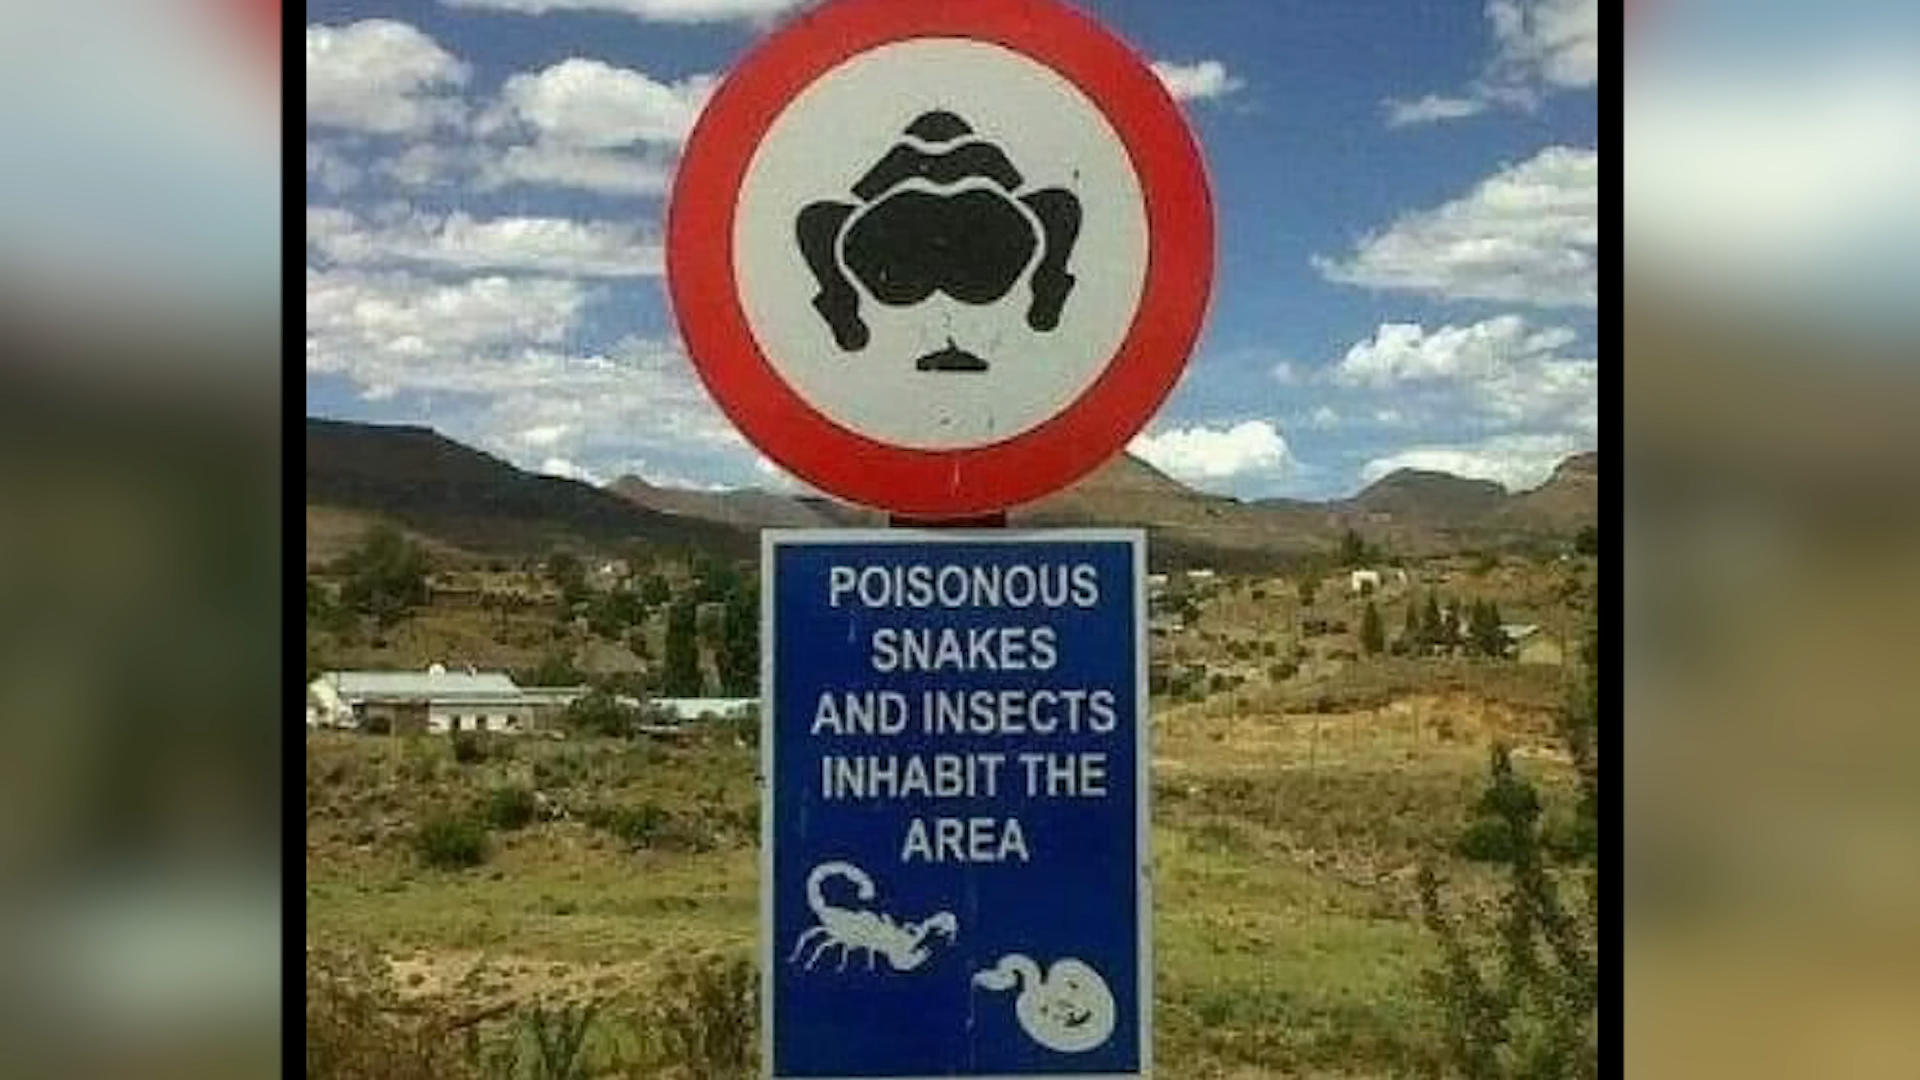 POISONOUS
SNAKES
AND INSECTS
INHABIT THE
AREA